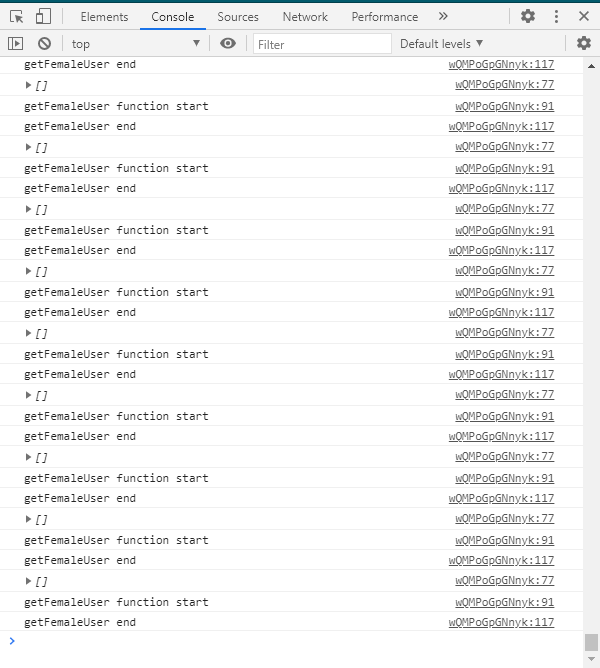 Elements Console Sources Network Performance »
top Filter Default levels
getFemaleUser end wQMPoGpGNnyk:117
[] wQMPoGpGNnyk:77
getFemaleUser function start wQMPoGpGNnyk:91
getFemaleUser end wQMPoGpGNnyk:117
[] wQMPoGpGNnyk:77
getFemaleUser function start wQMPoGpGNnyk:91
getFemaleUser end wQMPoGpGNnyk:117
[] wQMPoGpGNnyk:77
getFemaleUser function start wQMPoGpGNnyk:91
getFemaleUser end wQMPoGpGNnyk:117
[] wQMPoGpGNnyk:77
getFemaleUser function start wQMPoGpGNnyk:91
getFemaleUser end wQMPoGpGNnyk:117
[] wQMPoGpGNnyk:77
getFemaleUser function start wQMPoGpGNnyk:91
getFemaleUser end wQMPoGpGNnyk:117
[] wQMPoGpGNnyk:77
getFemaleUser function start wQMPoGpGNnyk:91
getFemaleUser end wQMPoGpGNnyk:117
[] wQMPoGpGNnyk:77
getFemaleUser function start wQMPoGpGNnyk:91
getFemaleUser end wQMPoGpGNnyk:117
[] wQMPoGpGNnyk:77
getFemaleUser function start wQMPoGpGNnyk:91
getFemaleUser end wQMPoGpGNnyk:117
[] wQMPoGpGNnyk:77
getFemaleUser function start wQMPoGpGNnyk:91
getFemaleUser end wQMPoGpGNnyk:117